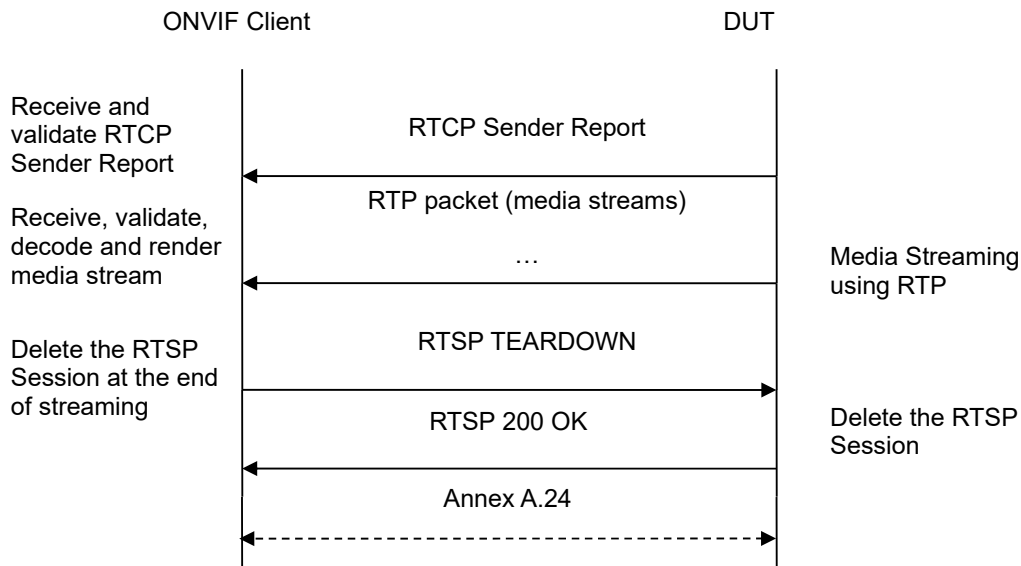 ONVIF Client
DUT
Receive and
validate RTCP
Sender Report
RTCP Sender Report
RTP packet (media streams)
Receive, validate,
decode and render
media stream
…
Media Streaming
using RTP
RTSP TEARDOWN
Delete the RTSP
Session at the end
of streaming
RTSP 200 OK
Delete the RTSP
Session
Annex A.24